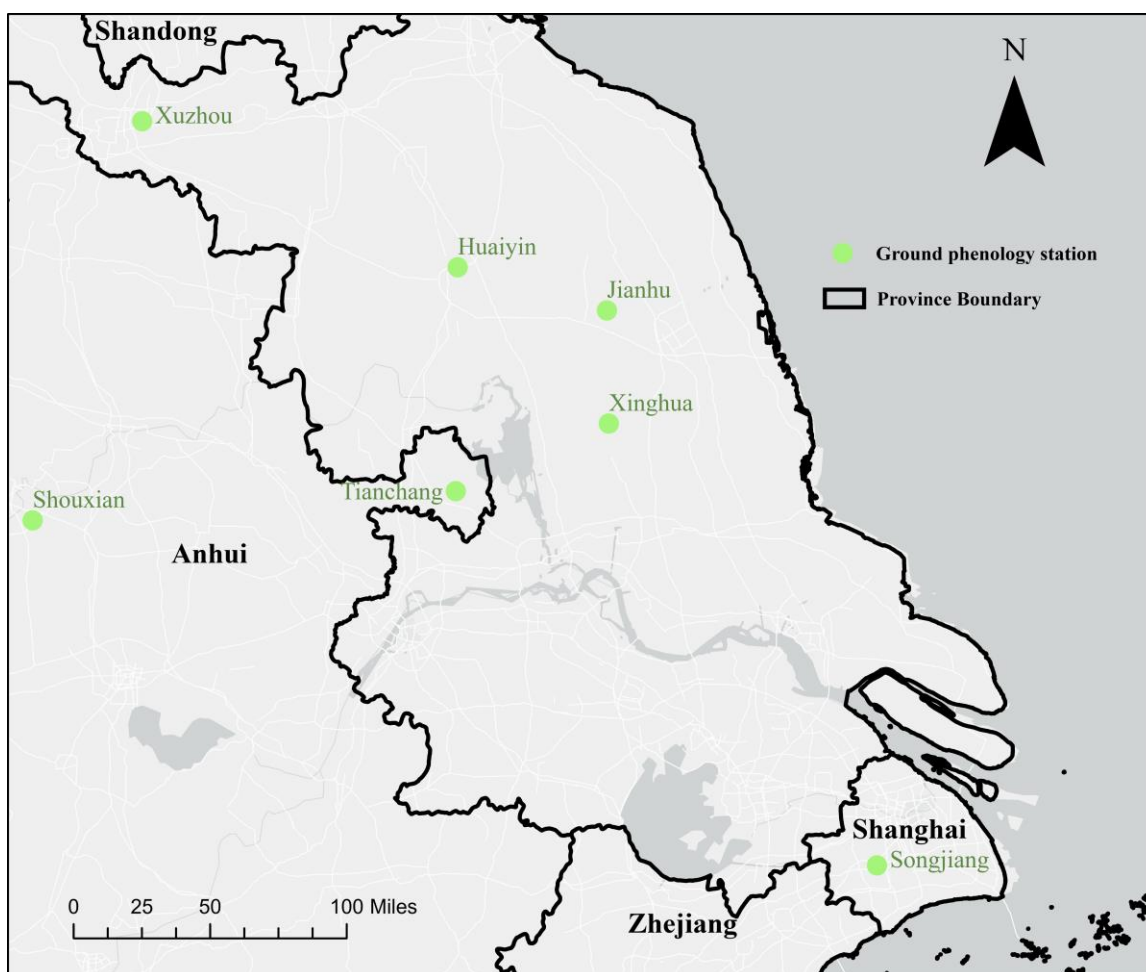 Shandong
N
Xuzhou
Huaiyin
Ground phenology station
Jianhu
Province Boundary
Xinghua
Tianchang
Shouxian
Anhui
Shanghai
Songjiang
0 25 50 100 Miles
Zhejiang